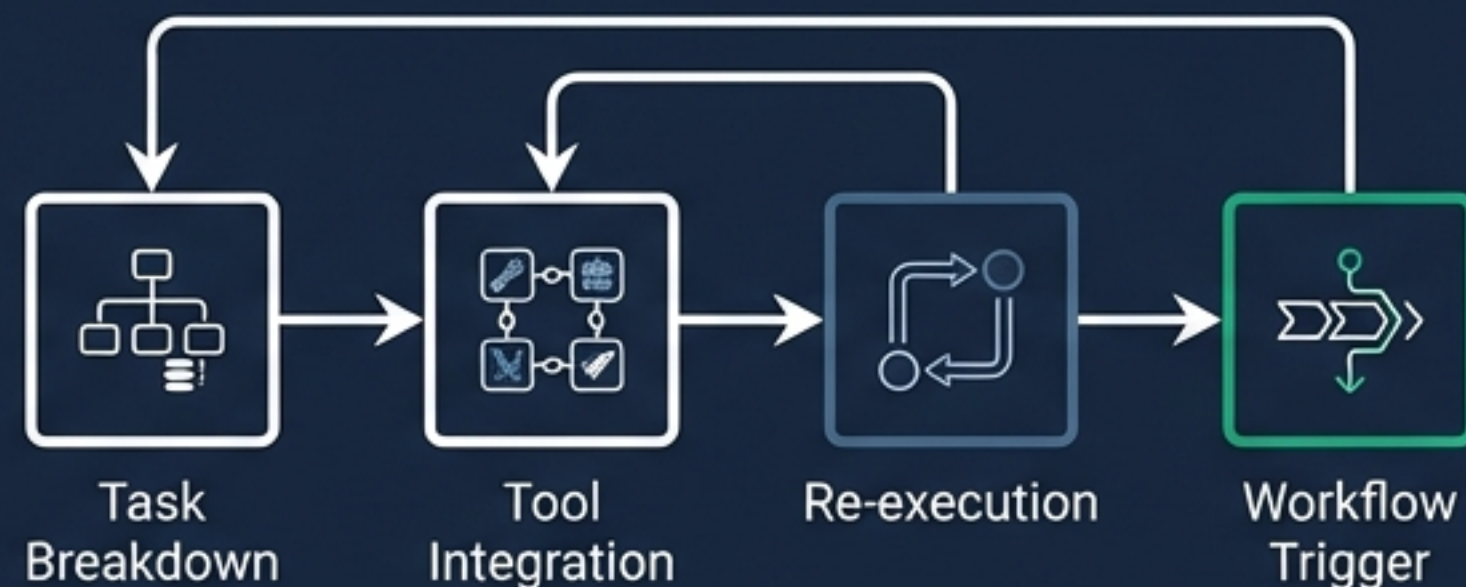 Task
Breakdown
Tool
Integration
Re-execution
Workflow
Trigger